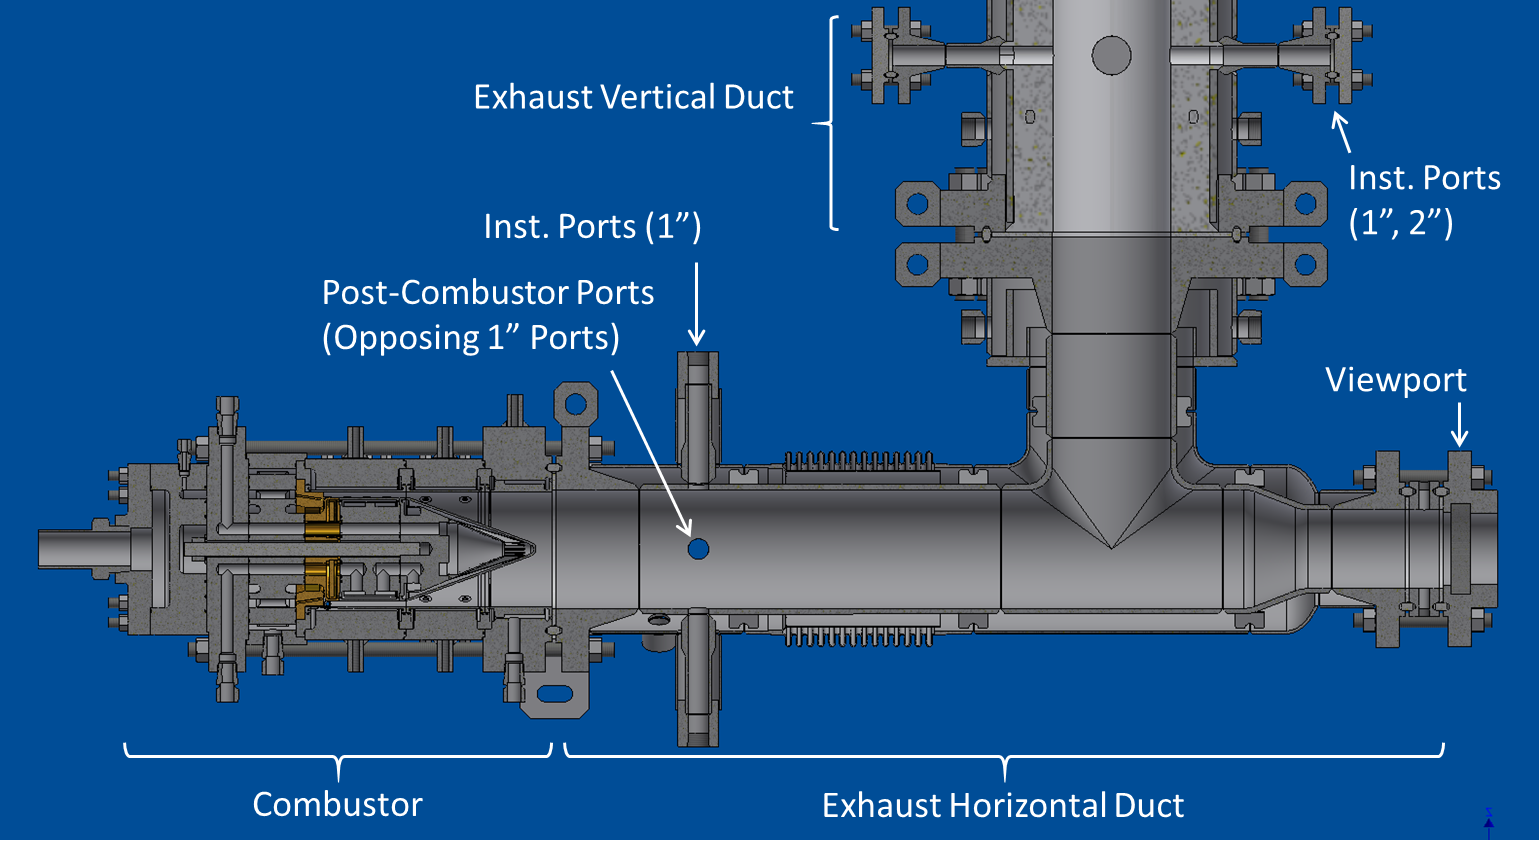 Exhaust Vertical Duct
Inst. Ports
(1”, 2”)
Inst. Ports (1”)
Post-Combustor Ports
(Opposing 1” Ports)
Viewport
Combustor
Exhaust Horizontal Duct